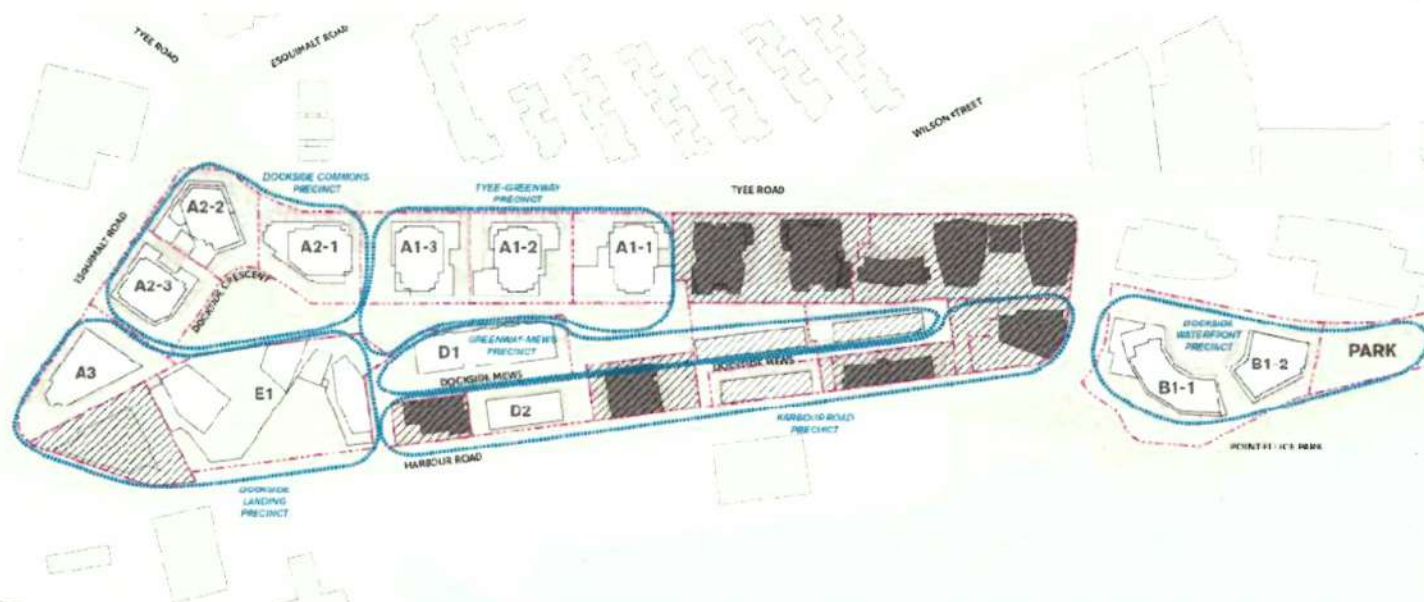 TYEE ROAD
ESQUIMALT ROAD
WILSON STREET
DOCKSIDE COMMONS
PRECINCT
TYEE-GREENWAY
PRECINCT
TYEE ROAD
A2-2
A2-1
A1-3
A1-2
A1-1
ESQUIMALT ROAD
A2-3
DOCKSIDE CRESCENT
GREENWAY MEWS
PRECINCT
D1
DOCKSIDE MEWS
DOCKSIDE MEWS
DOCKSIDE
WATERFRONT
PRECINCT
PARK
B1-2
B1-1
A3
E1
D2
HARBOUR ROAD
PRECINCT
HARBOUR ROAD
POINT ELLICE PARK
DOCKSIDE
LANDING
PRECINCT